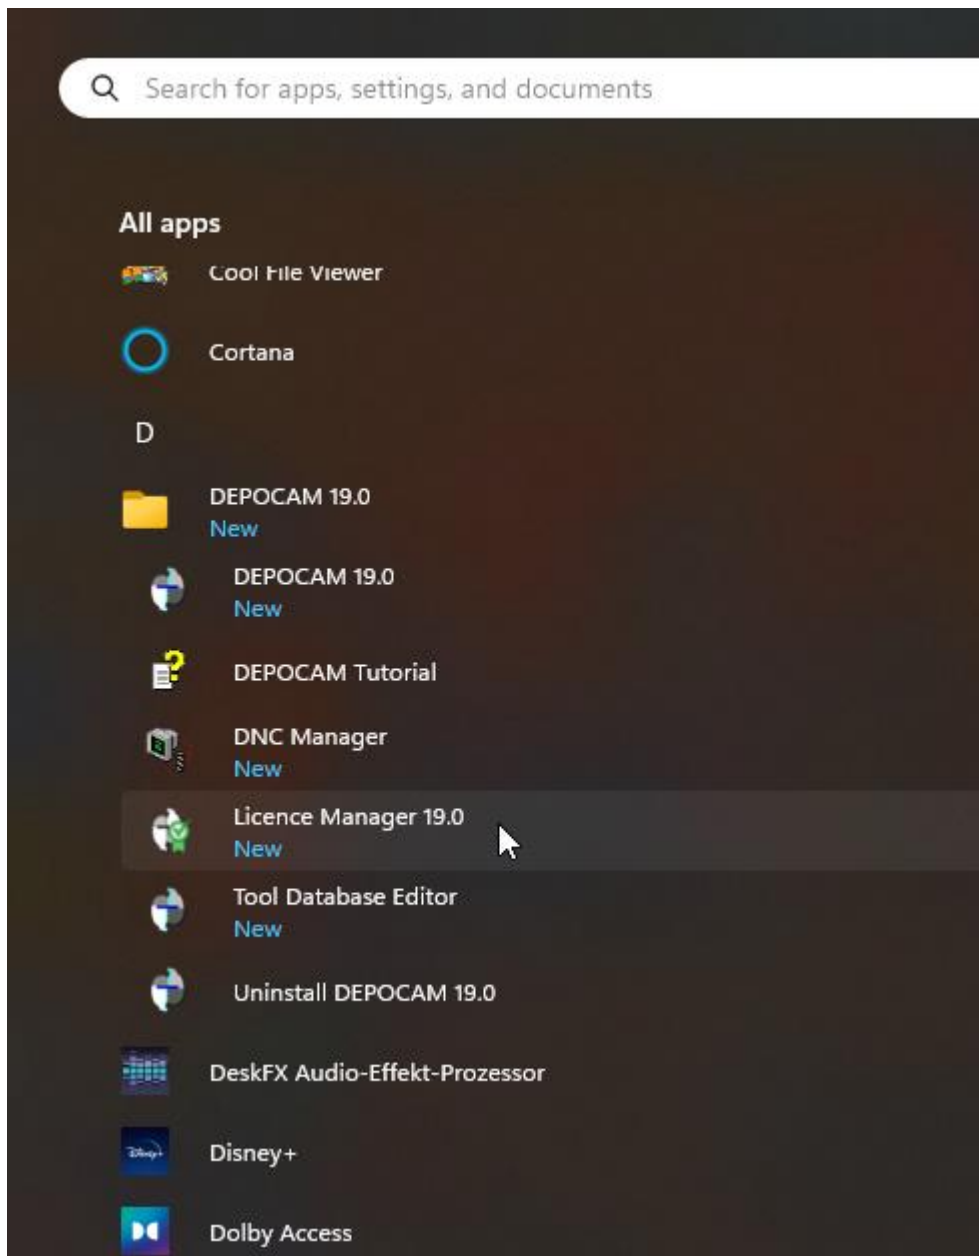 Search for apps, settings, and documents
All apps
Cool File Viewer
Cortana
D
DEPOCAM 19.0
New
DEPOCAM 19.0
New
DEPOCAM Tutorial
DNC Manager
New
Licence Manager 19.0
New
Tool Database Editor
New
Uninstall DEPOCAM 19.0
DeskFX Audio-Effekt-Prozessor
Disney+
Disney+
Dolby Access